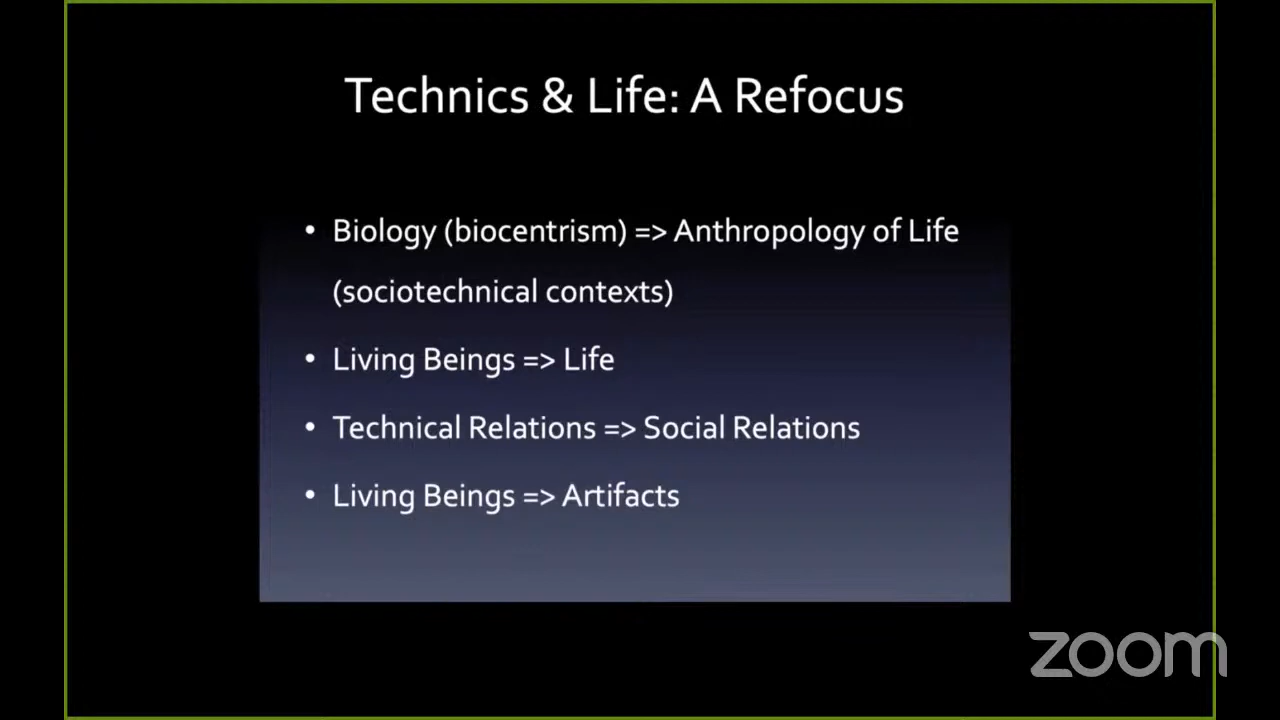 Technics & Life: A Refocus
• Biology (biocentrism) => Anthropology of Life
(sociotechnical contexts)
• Living Beings => Life
• Technical Relations => Social Relations
• Living Beings => Artifacts
zoom